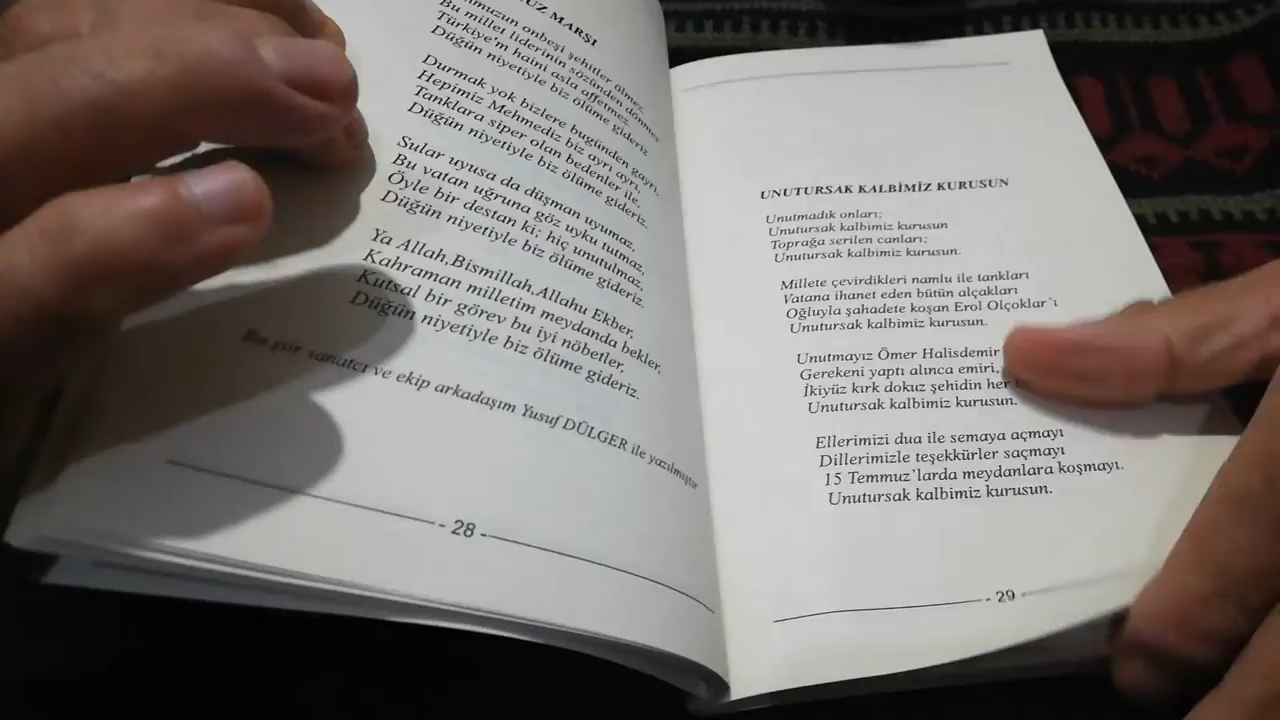 UZ MARŞI
onbeşi şehitler ölmez,
Bu millet liderinin sözünden dönmez
Türkiye'm haini asla affetmez,
Düğün niyetiyle biz ölüme gideriz
Durmak yok bizlere bugünden gayrı,
Hepimiz Mehmediz biz ayrı ayrı,
Tanklara siper olan bedenler ile,
Düğün niyetiyle biz ölüme gideriz.
Sular uyusa da düşman uyumaz,
Bu vatan uğruna göz uyku tutmaz,
Öyle bir destan ki; hiç unutulmaz,
Düğün niyetiyle biz ölüme gideriz.
Ya Allah,Bismillah,Allahu Ekber,
Kahraman milletim meydanda bekler,
Kutsal bir görev bu iyi nöbetler,
Düğün niyetiyle biz ölüme gideriz.
Bu şiir sanatcı ve ekip arkadaşım Yusuf DÜLGER ile yazılmıştır
- 28 -
UNUTURSAK KALBİMİZ KURUSUN
Unutmadık onları;
Unutursak kalbimiz kurusun
Toprağa serilen canları;
Unutursak kalbimiz kurusun.
Millete çevirdikleri namlu ile tankları
Vatana ihanet eden bütün alçakları
Oğluyla şahadete koşan Erol Olçoklar'ı
Unutursak kalbimiz kurusun.
Unutmayız Ömer Halisdemir
Gerekeni yaptı alınca emiri,
İkiyüz kırk dokuz şehidin her
Unutursak kalbimiz kurusun.
Ellerimizi dua ile semaya açmayı
Dillerimizle teşekkürler saçmayı
15 Temmuz'larda meydanlara koşmayı.
Unutursak kalbimiz kurusun.
- 29 -